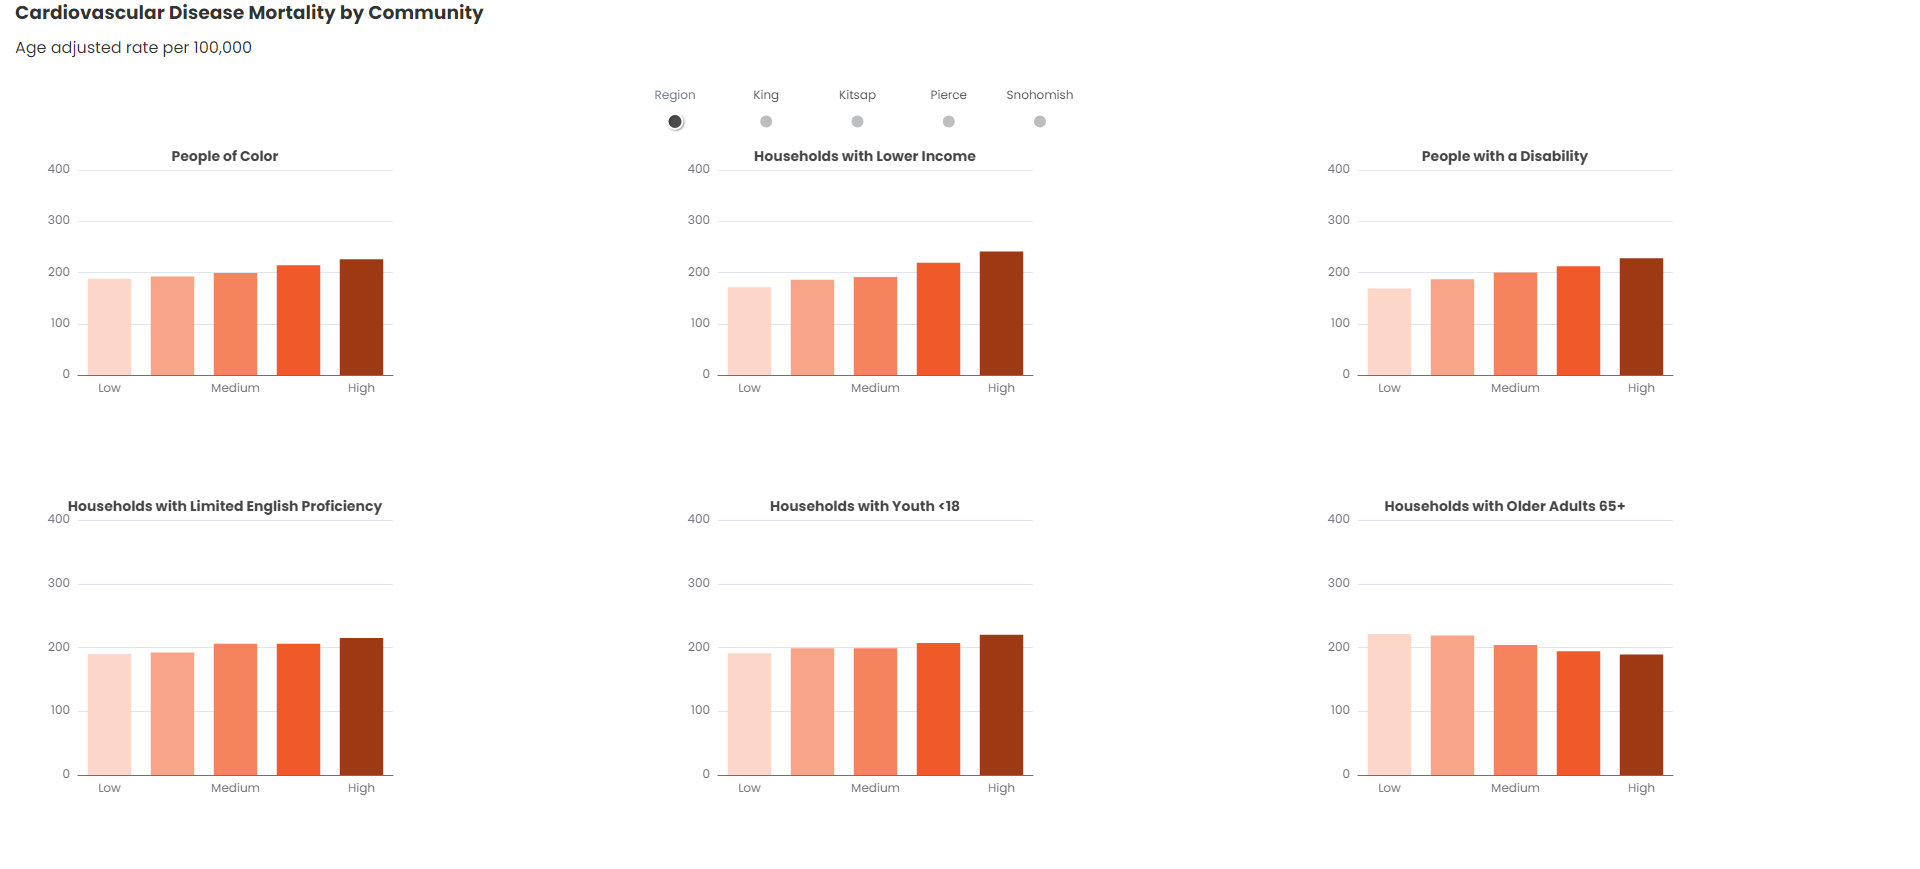 Cardiovascular Disease Mortality by Community
Age adjusted rate per 100,000
Region King Kitsap Pierce Snohomish
People of Color
400
300
200
100
0
Low Medium High
Households with Lower Income
400
300
200
100
0
Low Medium High
People with a Disability
400
300
200
100
0
Low Medium High
Households with Limited English Proficiency
400
300
200
100
0
Low Medium High
Households with Youth <18
400
300
200
100
0
Low Medium High
Households with Older Adults 65+
400
300
200
100
0
Low Medium High